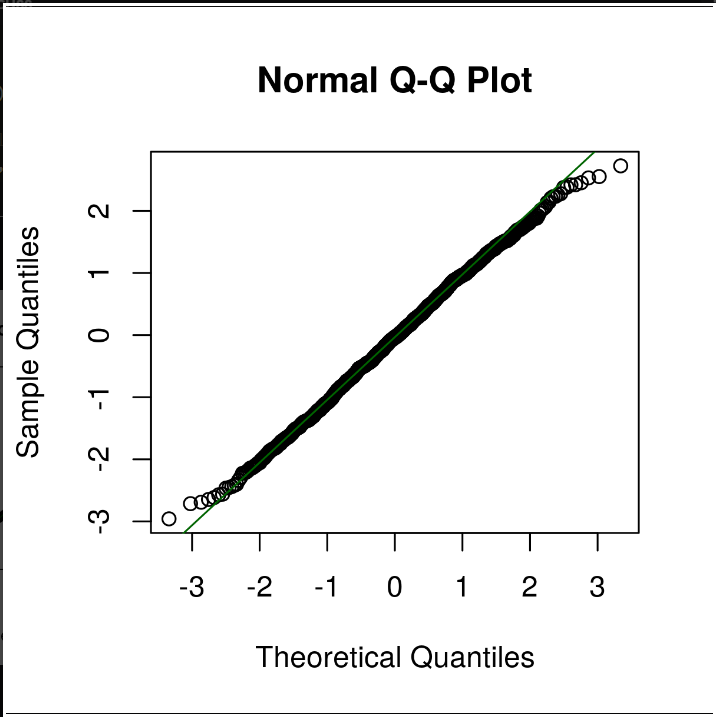 Normal Q-Q Plot
Sample Quantiles
2
1
0
-1
-2
-3
-3 -2 -1 0 1 2 3
Theoretical Quantiles